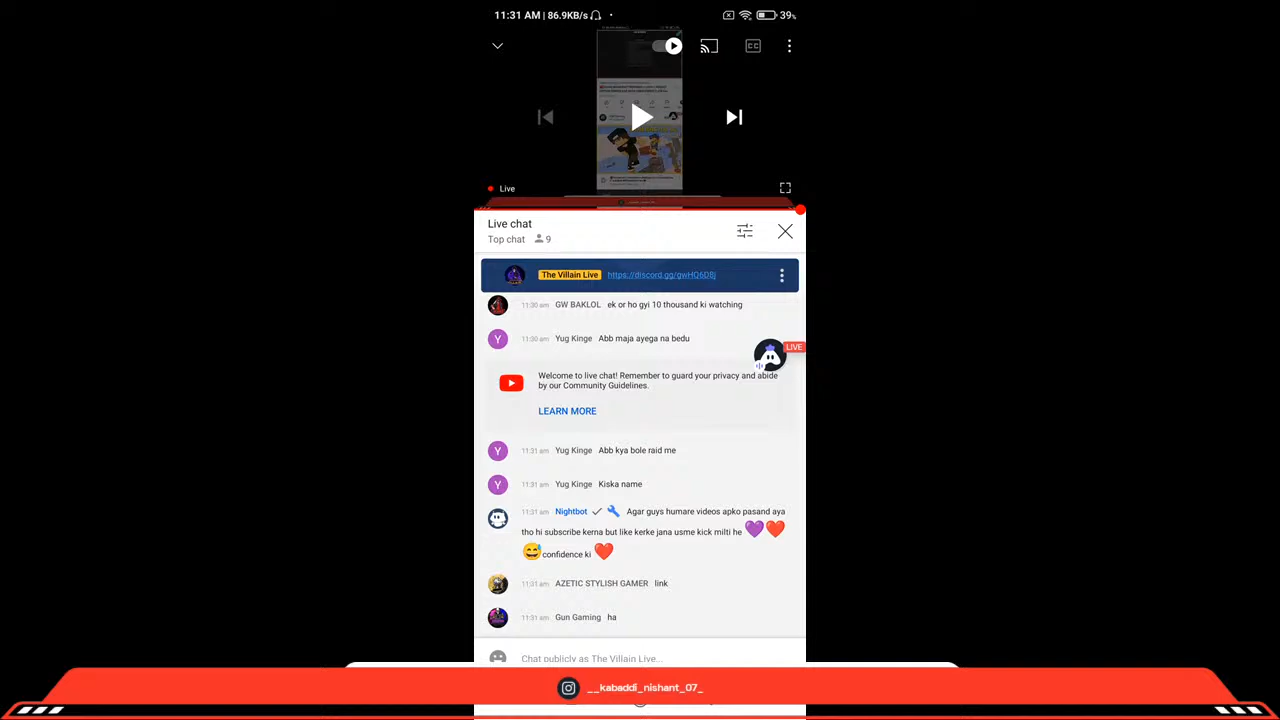 11:31 AM | 86.9KB/s
39%
CC
Live
Live chat
Top chat 9
The Villain Live https://discord.gg/gwHQ6D8j
11:30 am GW BAKLOL ek or ho gyi 10 thousand ki watching
11:30 am Yug Kinge Abb maja ayega na bedu
LIVE
Welcome to live chat! Remember to guard your privacy and abide
by our Community Guidelines.
LEARN MORE
Y 11:31 am Yug Kinge Abb kya bole raid me
Y 11:31 am Yug Kinge Kiska name
11:31 am Nightbot Agar guys humare videos apko pasand aya
tho hi subscribe kerna but like kerke jana usme kick milti he 💜❤️
😅confidence ki ❤️
11:31 am AZETIC STYLISH GAMER link
11:31 am Gun Gaming ha
Chat publicly as The Villain Live...
__kabaddi_nishant_07_